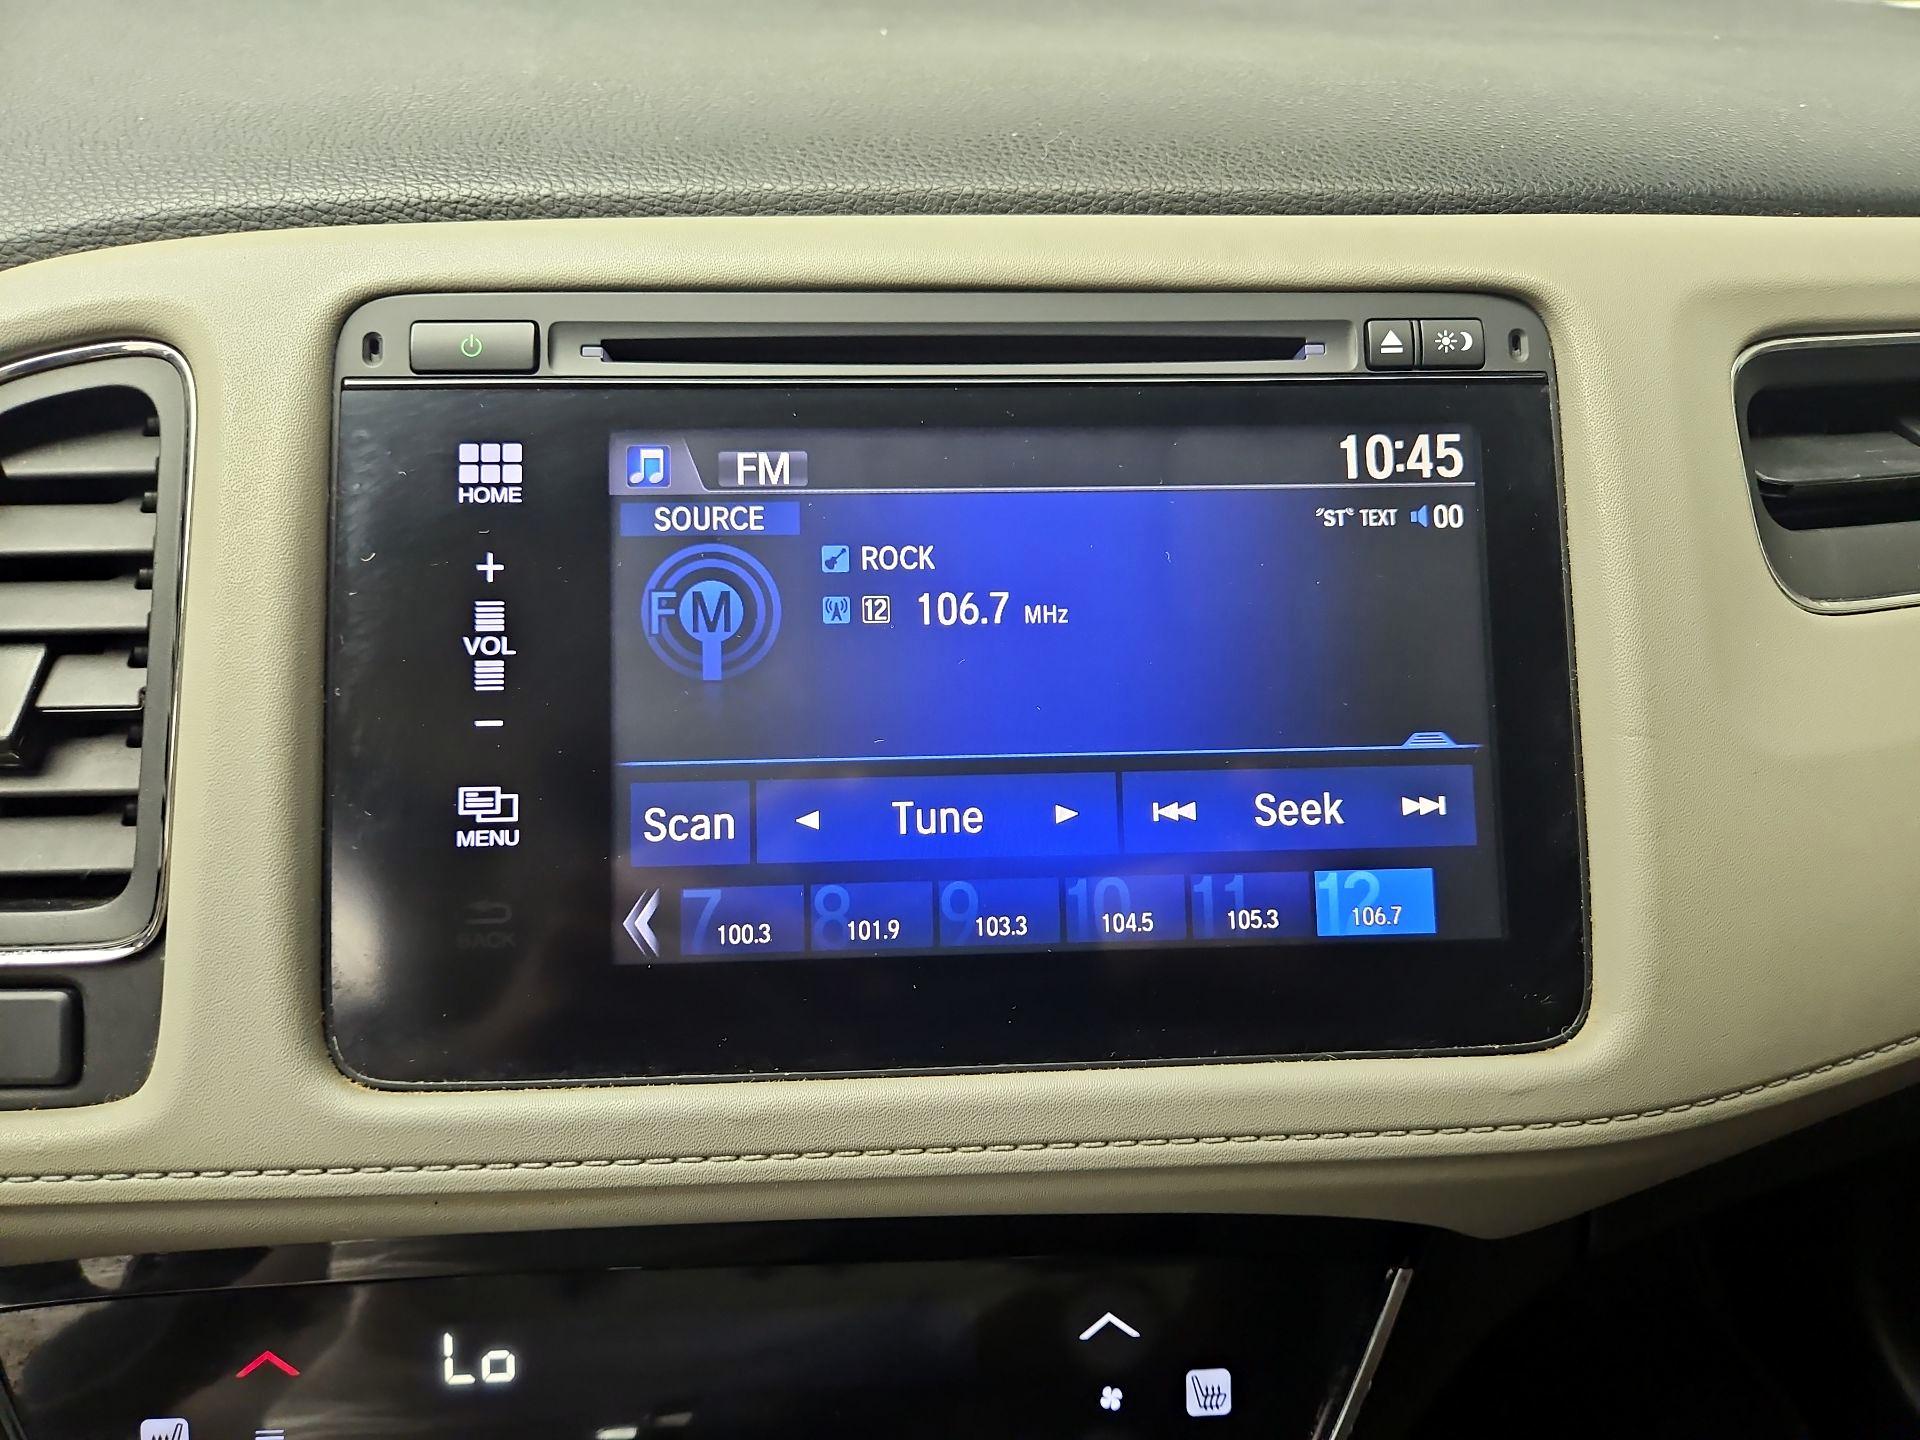 HOME
+
VOL
−
MENU
BACK
FM 10:45
SOURCE "ST" TEXT 00
FM
ROCK
12 106.7 MHz
Scan Tune Seek
7 100.3 8 101.9 9 103.3 10 104.5 11 105.3 12 106.7
Lo